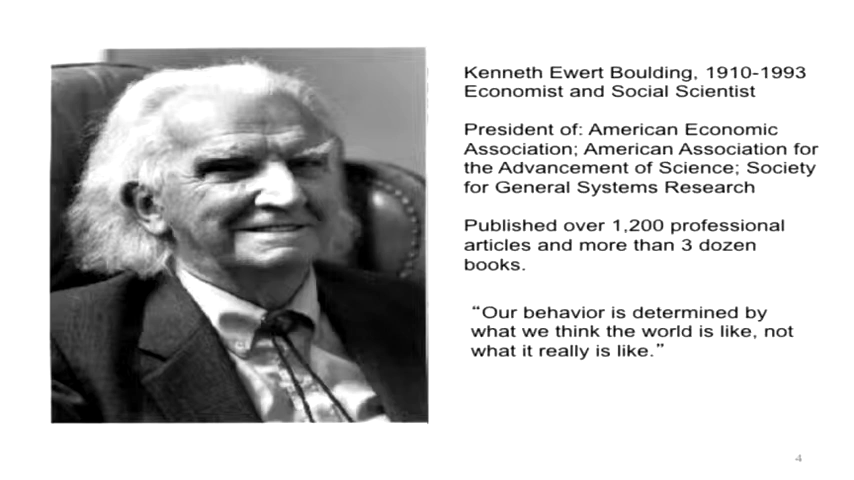 Kenneth Ewert Boulding, 1910-1993
Economist and Social Scientist
President of: American Economic
Association; American Association for
the Advancement of Science; Society
for General Systems Research
Published over 1,200 professional
articles and more than 3 dozen
books.
“Our behavior is determined by
what we think the world is like, not
what it really is like.”
4